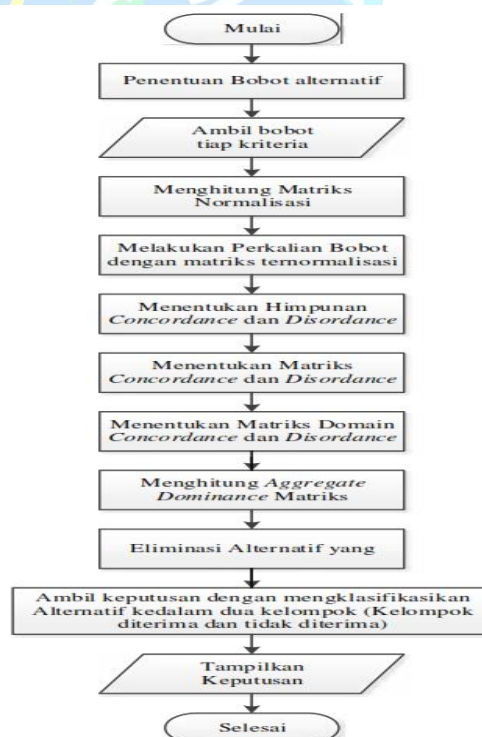 Mulai
Penentuan Bobot alternatif
Ambil bobot
tiap kriteria
Menghitung Matriks
Normalisasi
Melakukan Perkalian Bobot
dengan matriks ternormalisasi
Menentukan Himpunan
Concordance dan Disordance
Menentukan Matriks
Concordance dan Disordance
Menentukan Matriks Domain
Concordance dan Disordance
Menghitung Aggregate
Dominance Matriks
Eliminasi Alternatif yang
Ambil keputusan dengan mengklasifikasikan
Alternatif kedalam dua kelompok (Kelompok
diterima dan tidak diterima)
Tampilkan
Keputusan
Selesai